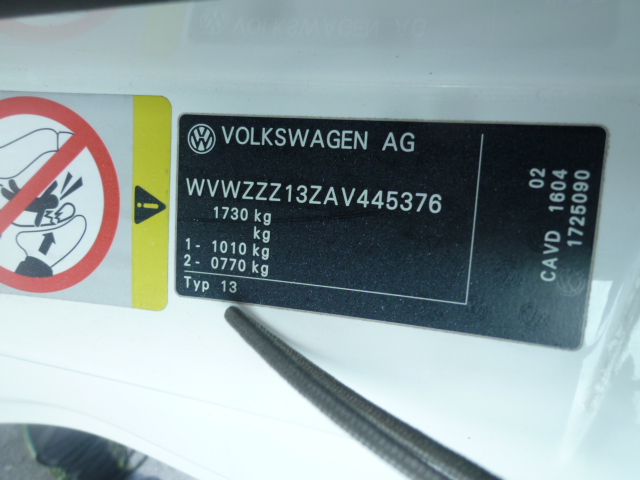 VOLKSWAGEN AG
WVWZZZ13ZAV445376
1730 kg
kg
1- 1010 kg
2- 0770 kg
Typ 13
02
CAVD 1604
1725090